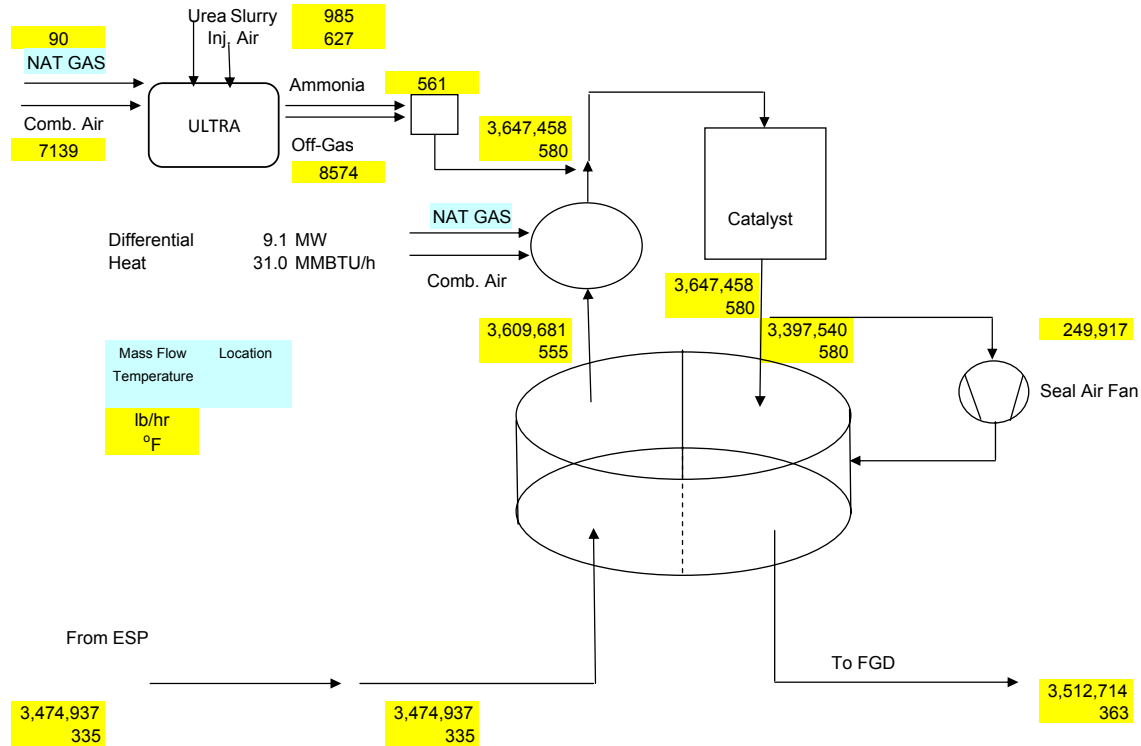 Urea Slurry 985
Inj. Air 627
90
NAT GAS
Comb. Air
7139
ULTRA
Ammonia 561
Off-Gas
8574
3,647,458
580
Catalyst
NAT GAS
Comb. Air
Differential 9.1 MW
Heat 31.0 MMBTU/h
3,647,458
580
3,609,681
555
3,397,540
580
249,917
Seal Air Fan
Mass Flow Location
Temperature
lb/hr
°F
From ESP
3,474,937
335
3,474,937
335
To FGD
3,512,714
363